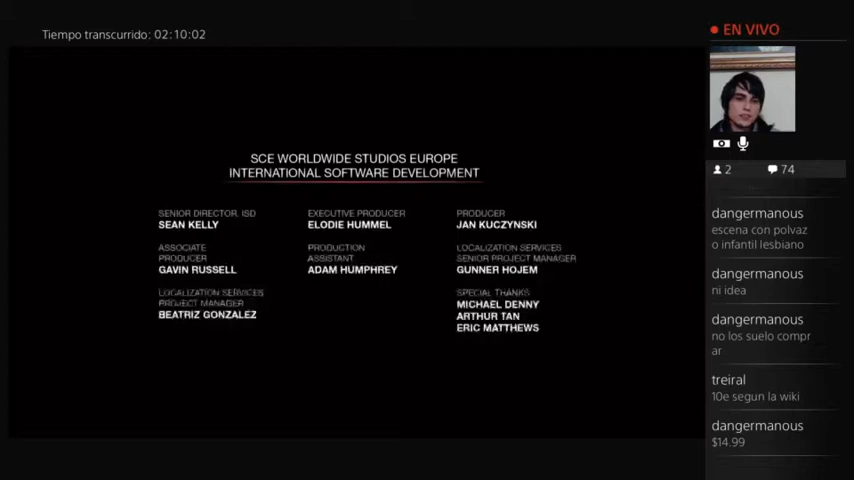 Tiempo transcurrido: 02:10:02
EN VIVO
SCE WORLDWIDE STUDIOS EUROPE
INTERNATIONAL SOFTWARE DEVELOPMENT
SENIOR DIRECTOR, ISD
SEAN KELLY
EXECUTIVE PRODUCER
ELODIE HUMMEL
PRODUCER
JAN KUCZYNSKI
ASSOCIATE
PRODUCER
GAVIN RUSSELL
PRODUCTION
ASSISTANT
ADAM HUMPHREY
LOCALIZATION SERVICES
SENIOR PROJECT MANAGER
GUNNER HOJEM
LOCALIZATION SERVICES
PROJECT MANAGER
BEATRIZ GONZALEZ
SPECIAL THANKS
MICHAEL DENNY
ARTHUR TAN
ERIC MATTHEWS
2
74
dangermanous
escena con polvaz
o infantil lesbiano
dangermanous
ni idea
dangermanous
no los suelo compr
ar
treiral
10e segun la wiki
dangermanous
$14.99